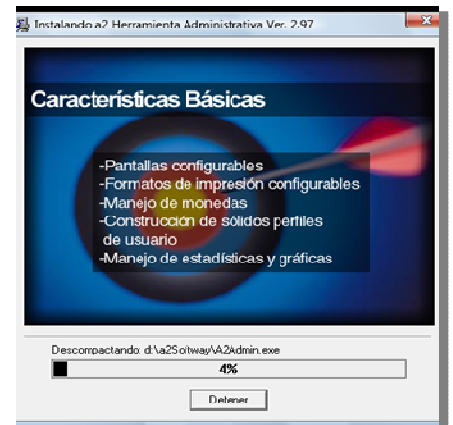 Instalando a2 Herramienta Administrativa Ver. 2.97
Características Básicas
-Pantallas configurables
-Formatos de impresión configurables
-Manejo de monedas
-Construcción de sólidos perfiles
de usuario
-Manejo de estadísticas y gráficas
Descompactando: d:\a2Softway\A2Admin.exe
4%
Detener